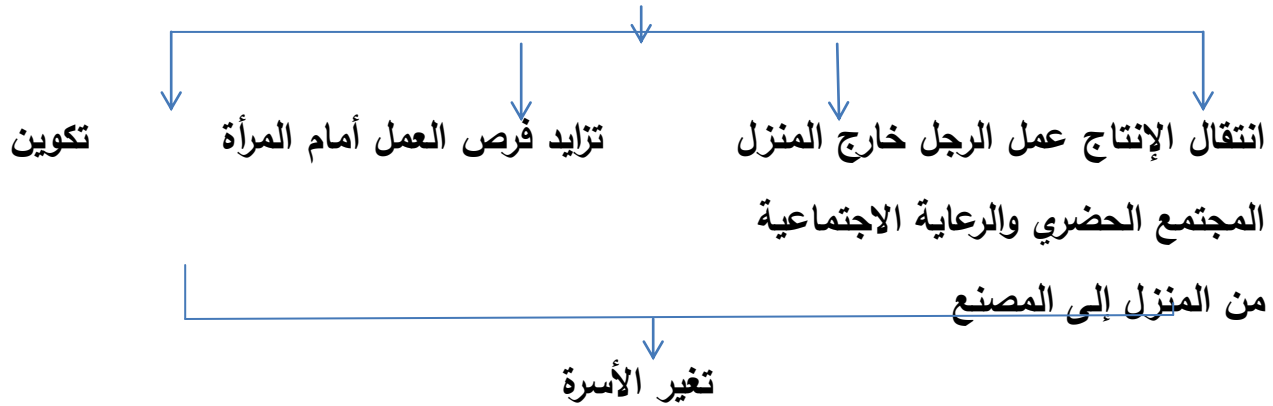 انتقال الإنتاج عمل الرجل خارج المنزل تزايد فرص العمل أمام المرأة تكوين
المجتمع الحضري والرعاية الاجتماعية
من المنزل إلى المصنع
تغير الأسرة